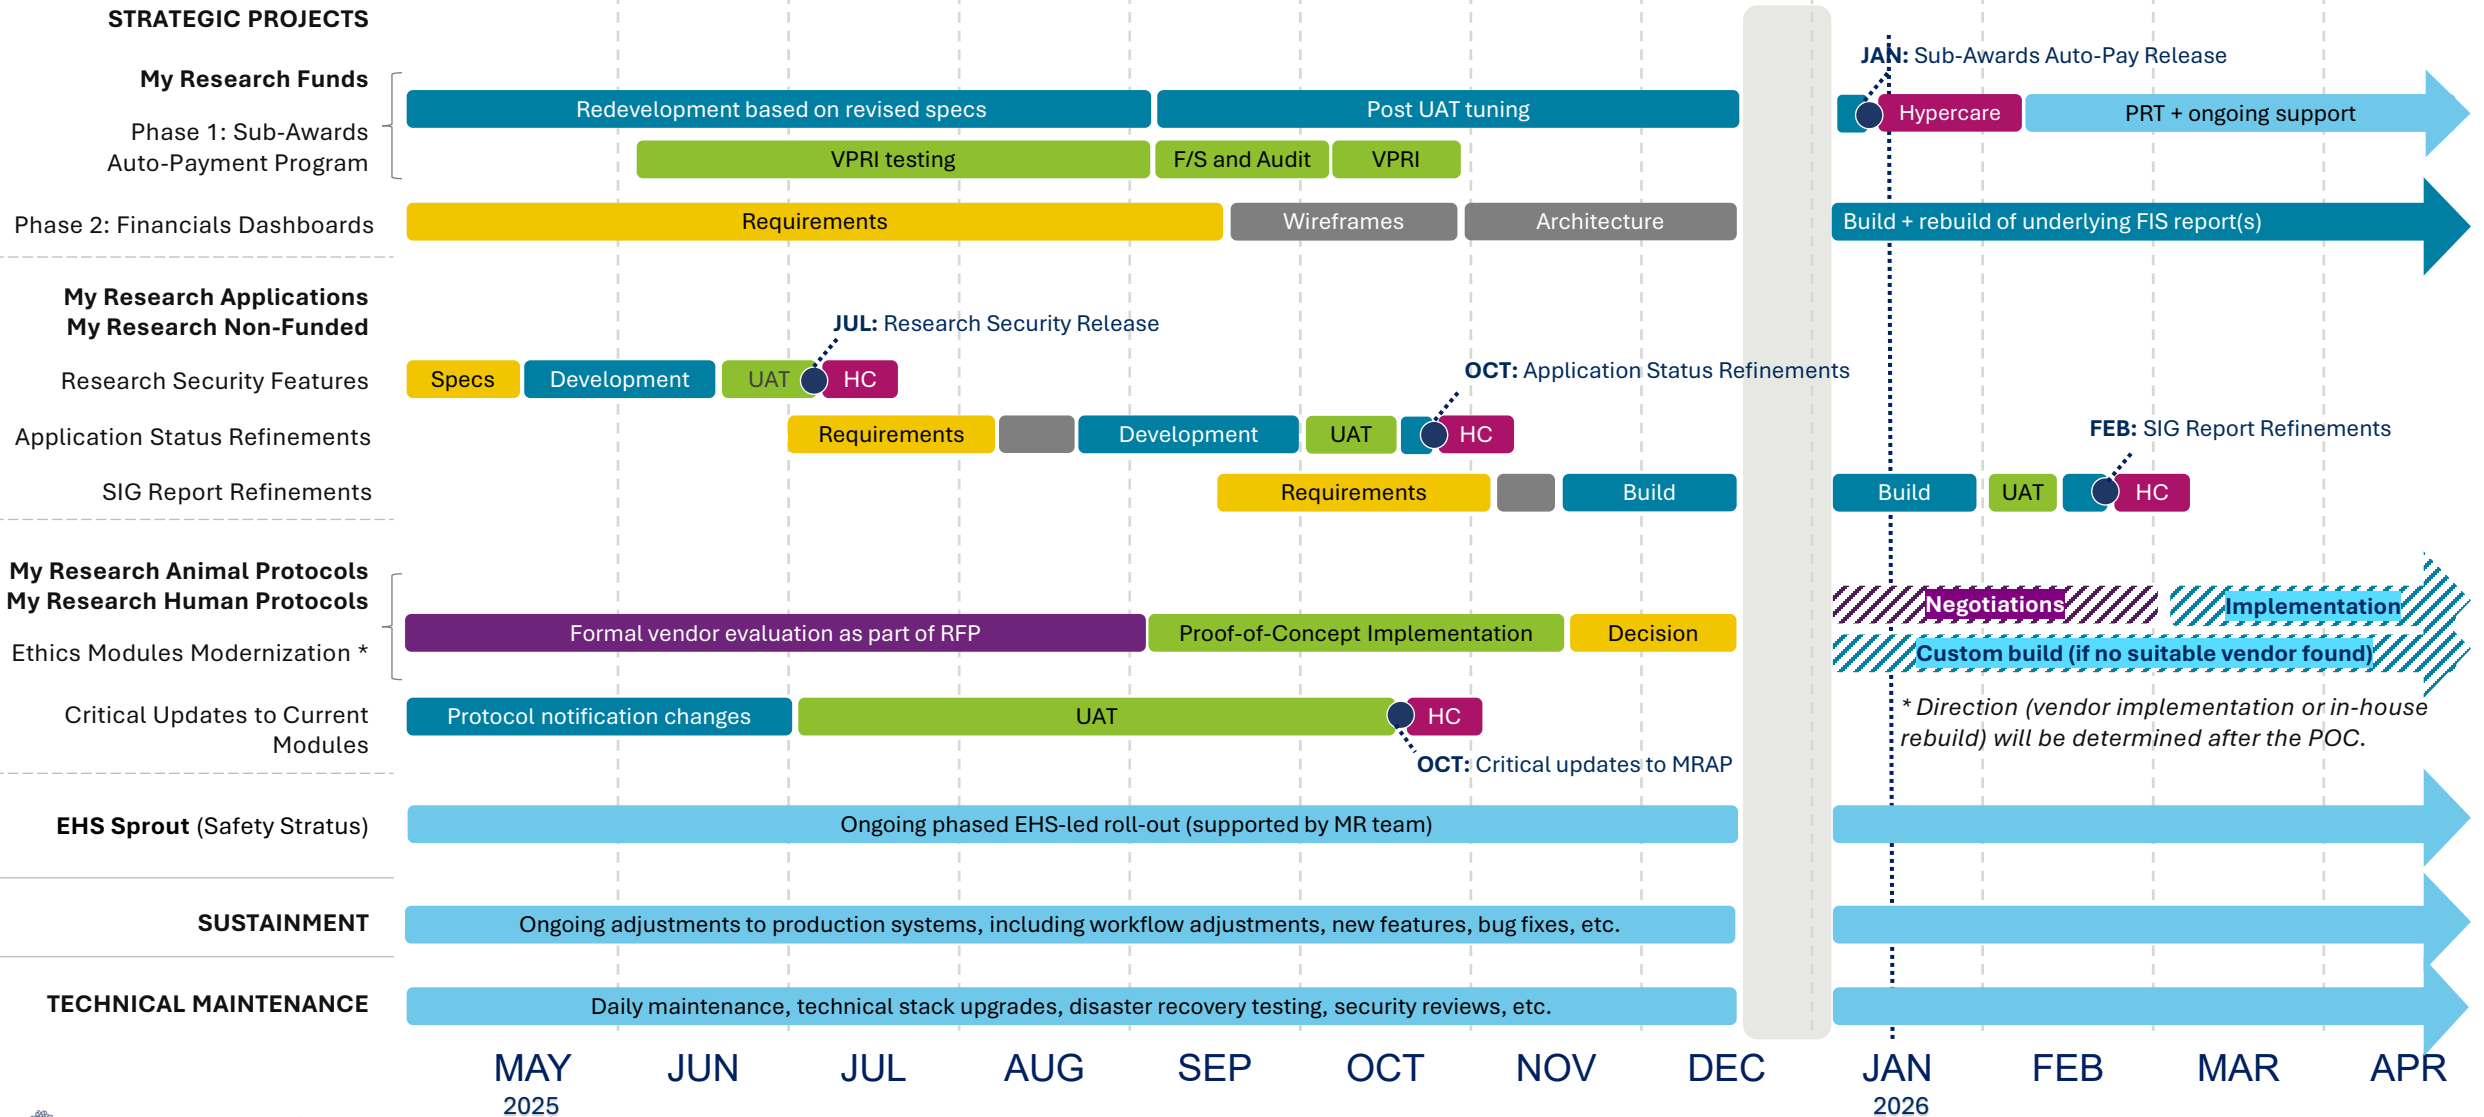 STRATEGIC PROJECTS
JAN: Sub-Awards Auto-Pay Release
My Research Funds
Redevelopment based on revised specs
Post UAT tuning
Hypercare
PRT + ongoing support
Phase 1: Sub-Awards
Auto-Payment Program
VPRI testing
F/S and Audit
VPRI
Phase 2: Financials Dashboards
Requirements
Wireframes
Architecture
Build + rebuild of underlying FIS report(s)
My Research Applications
My Research Non-Funded
JUL: Research Security Release
OCT: Application Status Refinements
Research Security Features
Specs
Development
UAT
HC
Application Status Refinements
Requirements
Development
UAT
HC
FEB: SIG Report Refinements
SIG Report Refinements
Requirements
Build
Build
UAT
HC
My Research Animal Protocols
My Research Human Protocols
Negotiations
Implementation
Ethics Modules Modernization *
Formal vendor evaluation as part of RFP
Proof-of-Concept Implementation
Decision
Custom build (if no suitable vendor found)
Critical Updates to Current
Modules
Protocol notification changes
UAT
HC
OCT: Critical updates to MRAP
* Direction (vendor implementation or in-house
rebuild) will be determined after the POC.
EHS Sprout (Safety Stratus)
Ongoing phased EHS-led roll-out (supported by MR team)
SUSTAINMENT
Ongoing adjustments to production systems, including workflow adjustments, new features, bug fixes, etc.
TECHNICAL MAINTENANCE
Daily maintenance, technical stack upgrades, disaster recovery testing, security reviews, etc.
MAY
JUN
JUL
AUG
SEP
OCT
NOV
DEC
JAN
FEB
MAR
APR
2025
2026